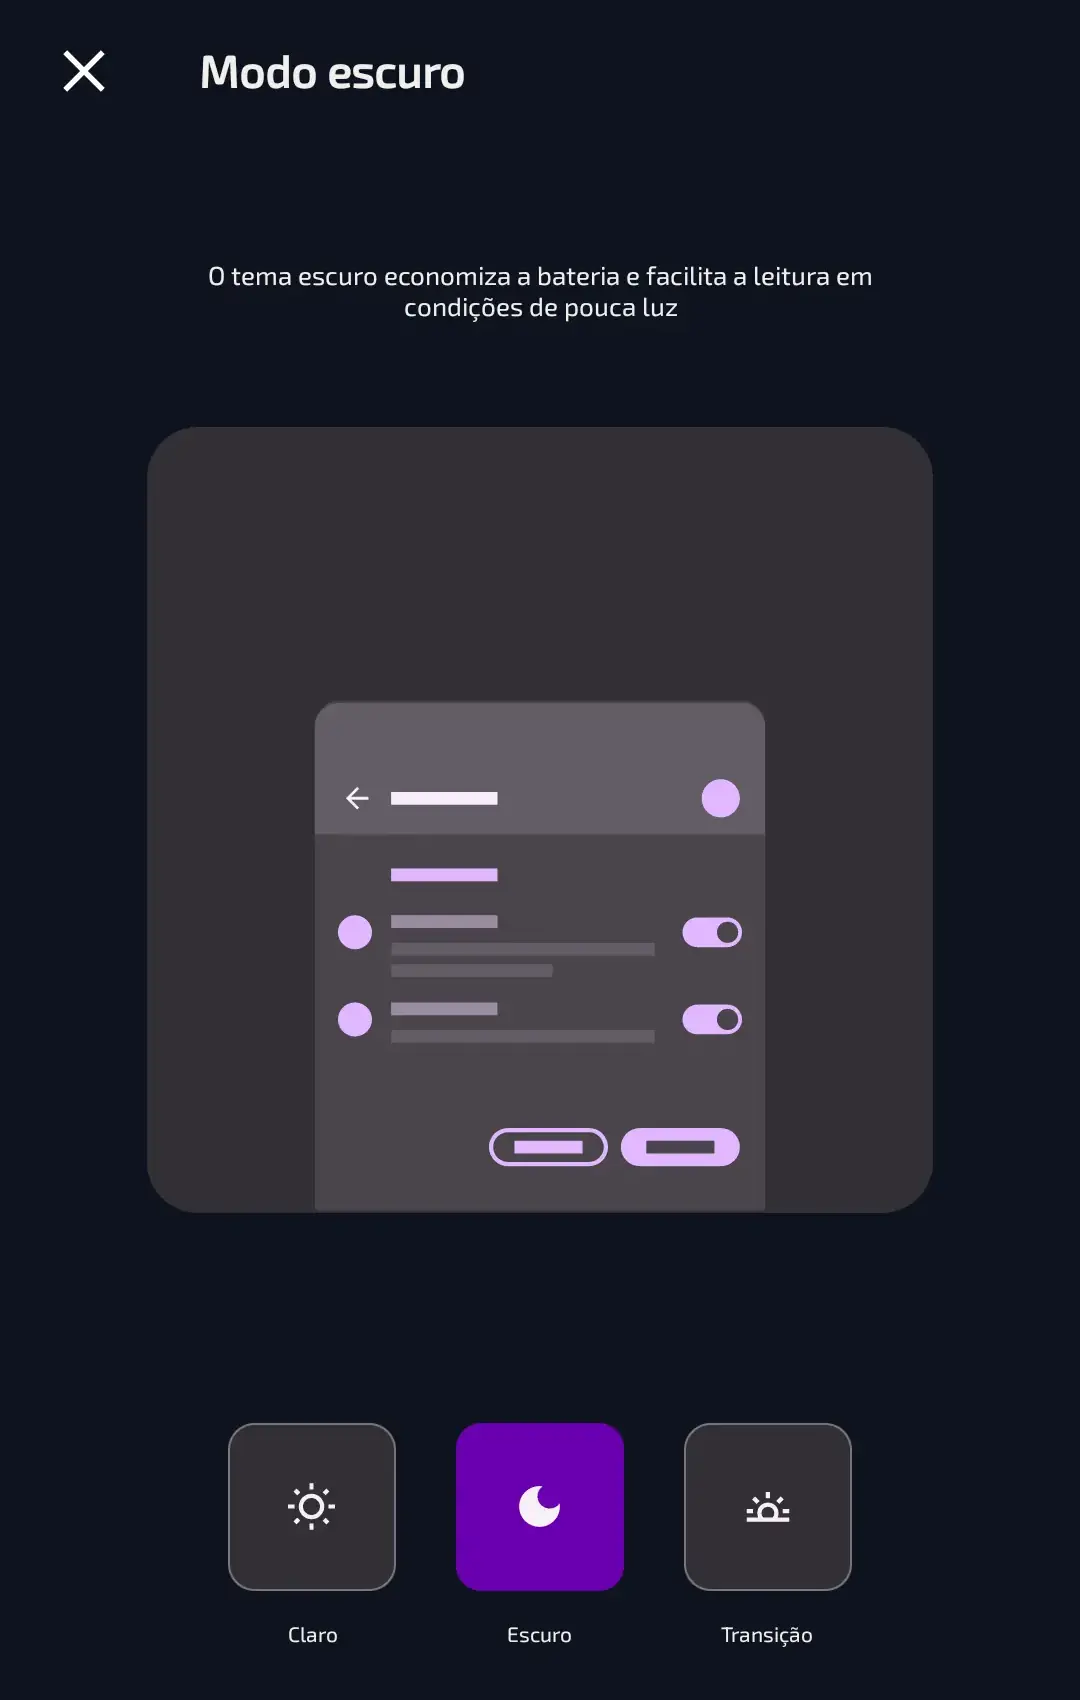 Modo escuro
O tema escuro economiza a bateria e facilita a leitura em
condições de pouca luz
Claro
Escuro
Transição